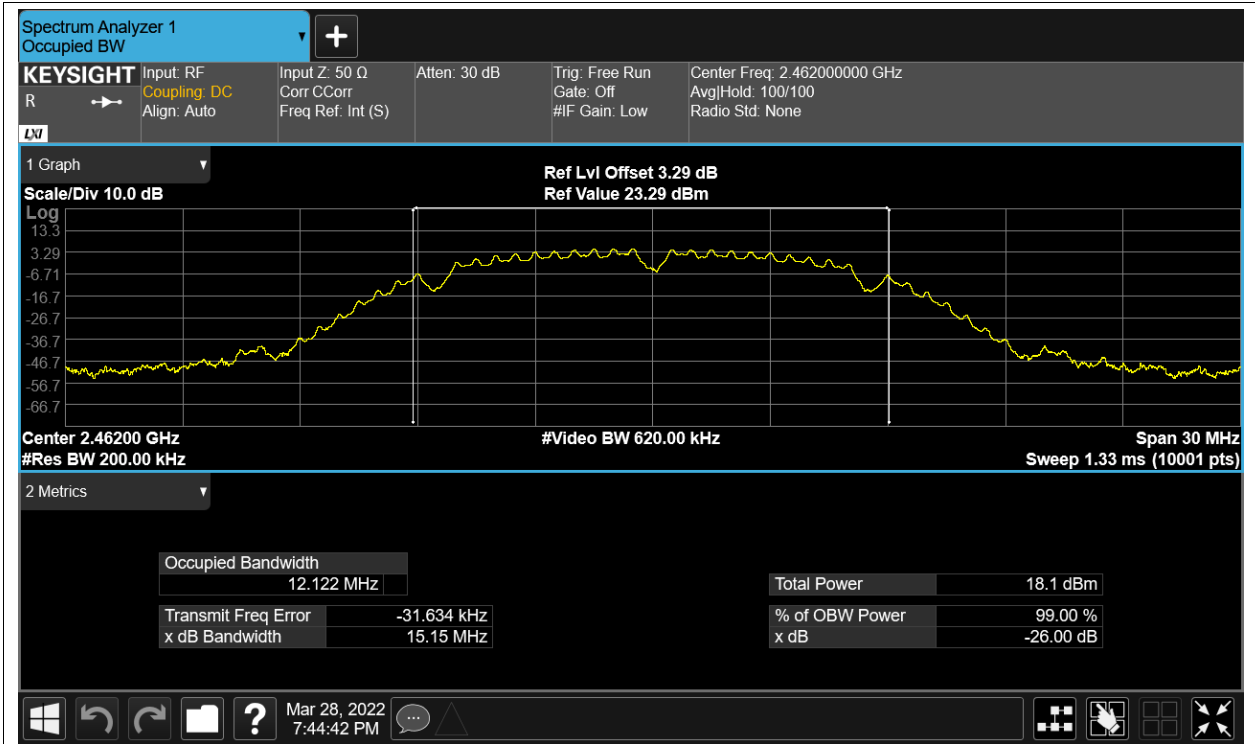 Spectrum Analyzer 1
Occupied BW
KEYSIGHT
R
LXI
Input: RF
Coupling: DC
Align: Auto
Input Z: 50 Ω
Corr CCorr
Freq Ref: Int (S)
Atten: 30 dB
Trig: Free Run
Gate: Off
#IF Gain: Low
Center Freq: 2.462000000 GHz
Avg|Hold: 100/100
Radio Std: None
1 Graph
Scale/Div 10.0 dB
Ref Lvl Offset 3.29 dB
Ref Value 23.29 dBm
Log
13.3
3.29
-6.71
-16.7
-26.7
-36.7
-46.7
-56.7
-66.7
Center 2.46200 GHz
#Video BW 620.00 kHz
Span 30 MHz
#Res BW 200.00 kHz
Sweep 1.33 ms (10001 pts)
2 Metrics
Occupied Bandwidth
12.122 MHz
Transmit Freq Error -31.634 kHz
x dB Bandwidth 15.15 MHz
Total Power 18.1 dBm
% of OBW Power 99.00 %
x dB -26.00 dB
?
Mar 28, 2022
7:44:42 PM